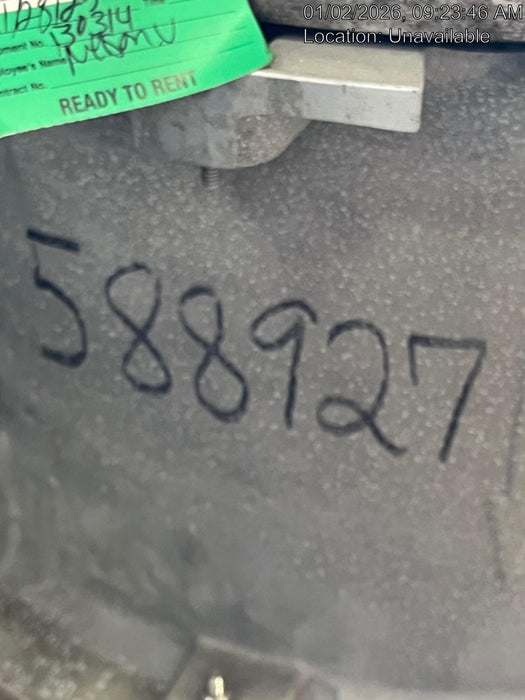 01/02/2026, 09:23:46 AM
Location: Unavailable
130314
READY TO RENT
588927